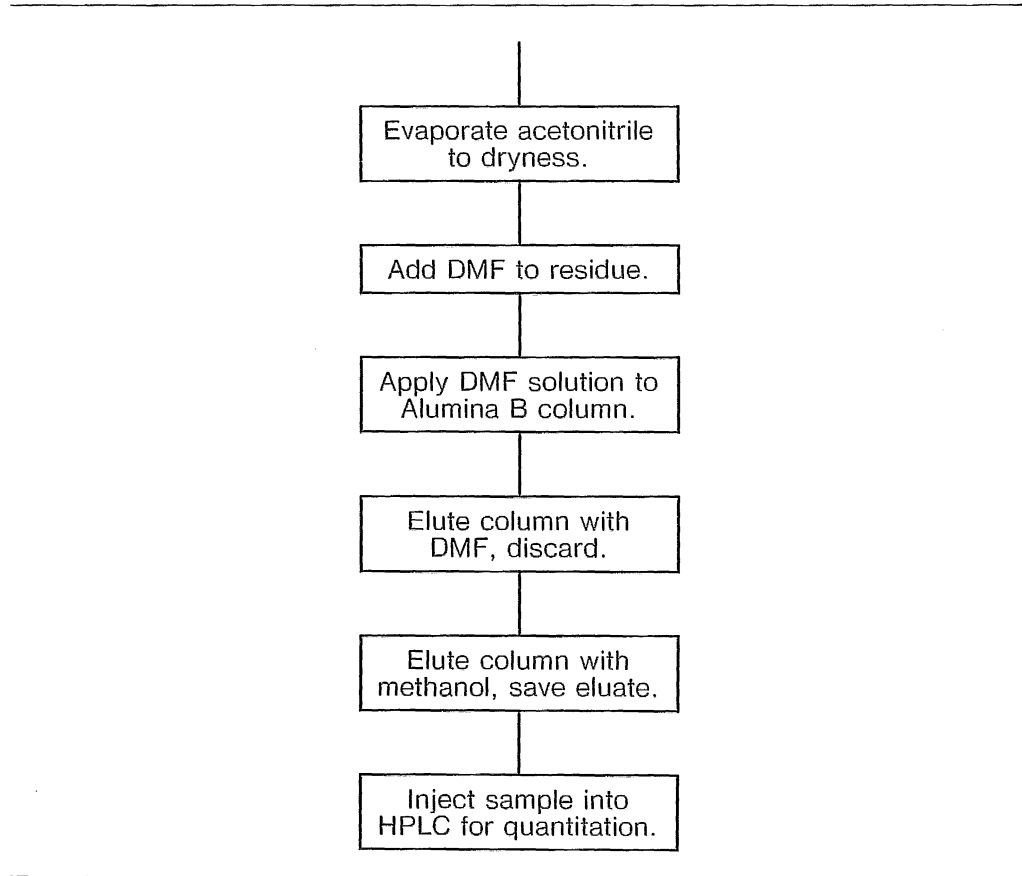 Evaporate acetonitrile
to dryness.
Add DMF to residue.
Apply DMF solution to
Alumina B column.
Elute column with
DMF, discard.
Elute column with
methanol, save eluate.
Inject sample into
HPLC for quantitation.